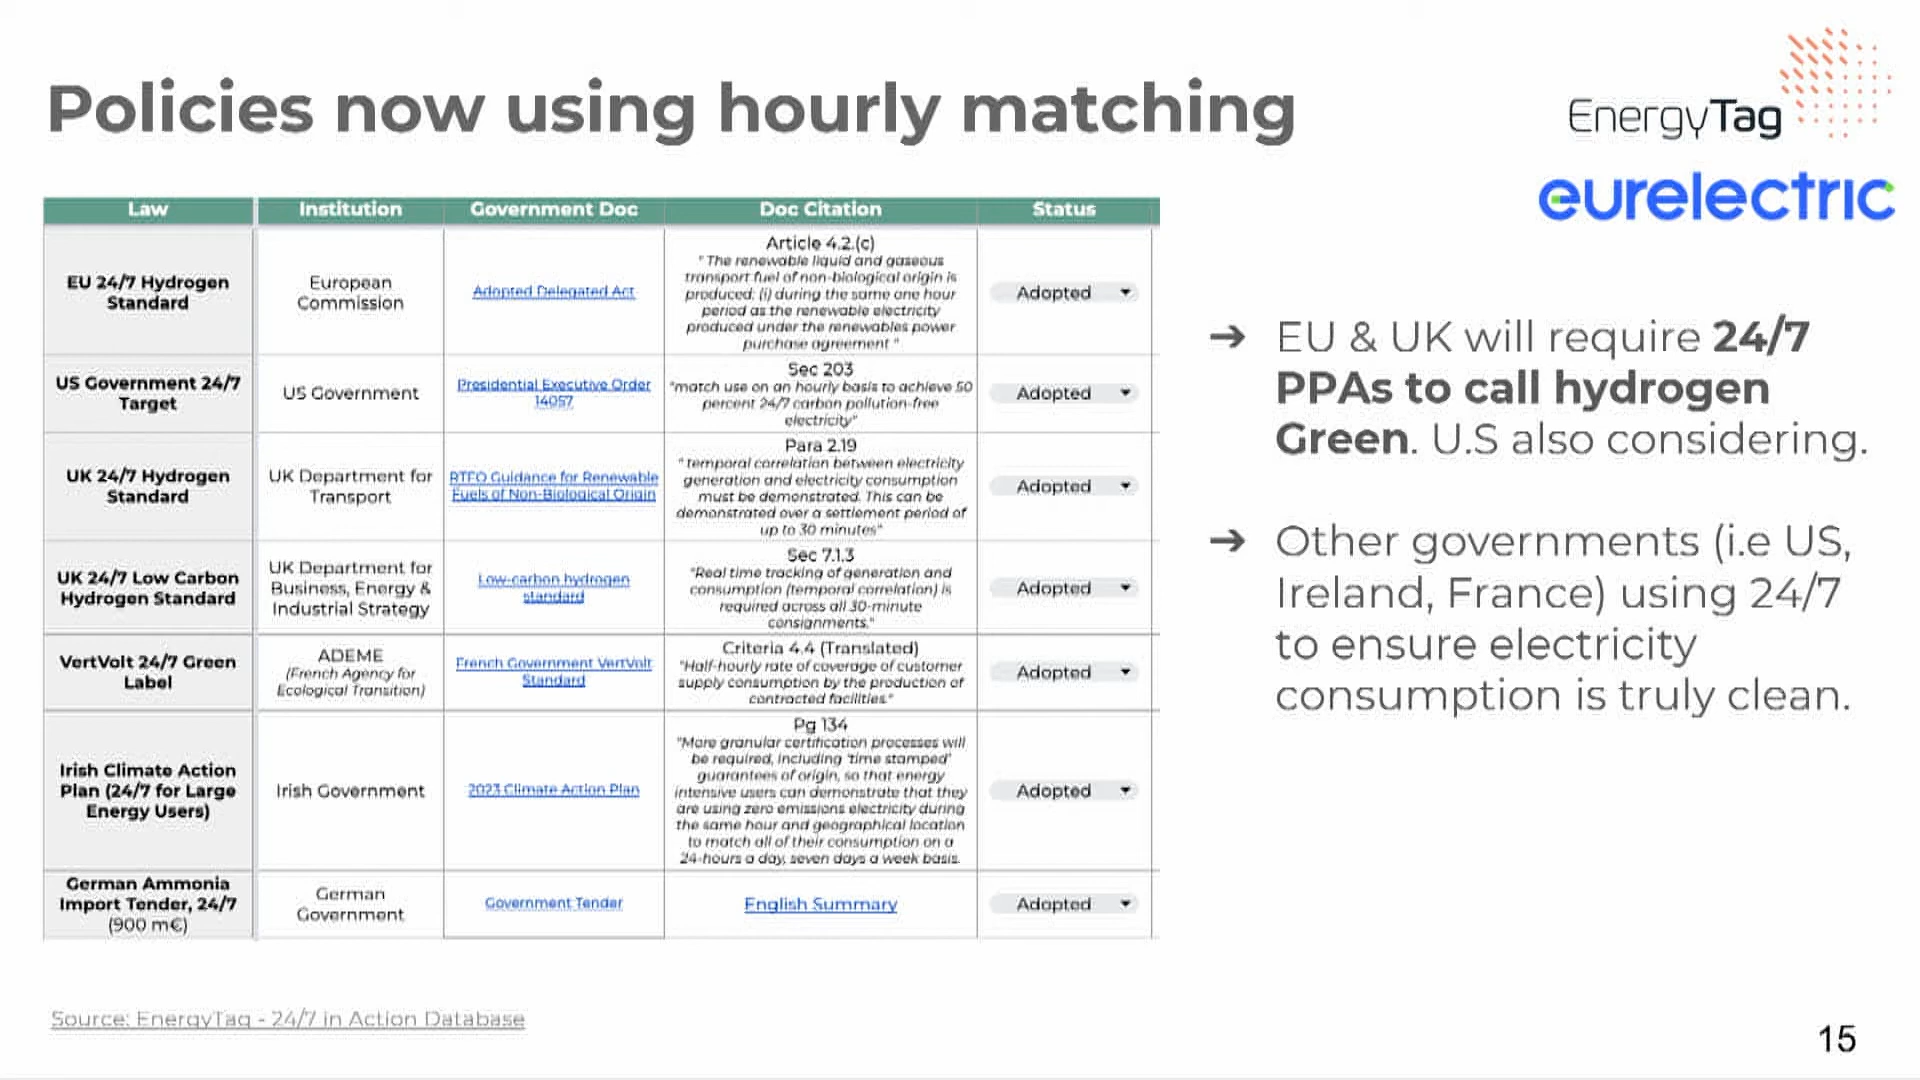 Policies now using hourly matching
EnergyTag
eurelectric
Law
Institution
Government Doc
Doc Citation
Status
EU 24/7 Hydrogen
Standard
European
Commission
Adopted Delegated Act
Article 4.2.(c)
" The renewable liquid and gaseous
transport fuel of non-biological origin is
produced: (i) during the same one hour
period as the renewable electricity
produced under the renewables power
purchase agreement "
Adopted
US Government 24/7
Target
US Government
Presidential Executive Order
14057
Sec 203
"match use on an hourly basis to achieve 50
percent 24/7 carbon pollution-free
electricity"
Adopted
UK 24/7 Hydrogen
Standard
UK Department for
Transport
RTFO Guidance for Renewable
Fuels of Non-Biological Origin
Para 2.19
" temporal correlation between electricity
generation and electricity consumption
must be demonstrated. This can be
demonstrated over a settlement period of
up to 30 minutes"
Adopted
UK 24/7 Low Carbon
Hydrogen Standard
UK Department for
Business, Energy &
Industrial Strategy
Low-carbon hydrogen
standard
Sec 7.1.3
"Real time tracking of generation and
consumption (temporal correlation) is
required across all 30-minute
consignments."
Adopted
VertVolt 24/7 Green
Label
ADEME
(French Agency for
Ecological Transition)
French Government VertVolt
Standard
Criteria 4.4 (Translated)
"Half-hourly rate of coverage of customer
supply consumption by the production of
contracted facilities."
Adopted
Irish Climate Action
Plan (24/7 for Large
Energy Users)
Irish Government
2023 Climate Action Plan
Pg 134
"More granular certification processes will
be required, including 'time stamped'
guarantees of origin, so that energy
intensive users can demonstrate that they
are using zero emissions electricity during
the same hour and geographical location
to match all of their consumption on a
24-hours a day, seven days a week basis.
Adopted
German Ammonia
Import Tender, 24/7
(900 m€)
German
Government
Government Tender
English Summary
Adopted
➔ EU & UK will require 24/7
PPAs to call hydrogen
Green. U.S also considering.
➔ Other governments (i.e US,
Ireland, France) using 24/7
to ensure electricity
consumption is truly clean.
Source: EnergyTag - 24/7 in Action Database
15